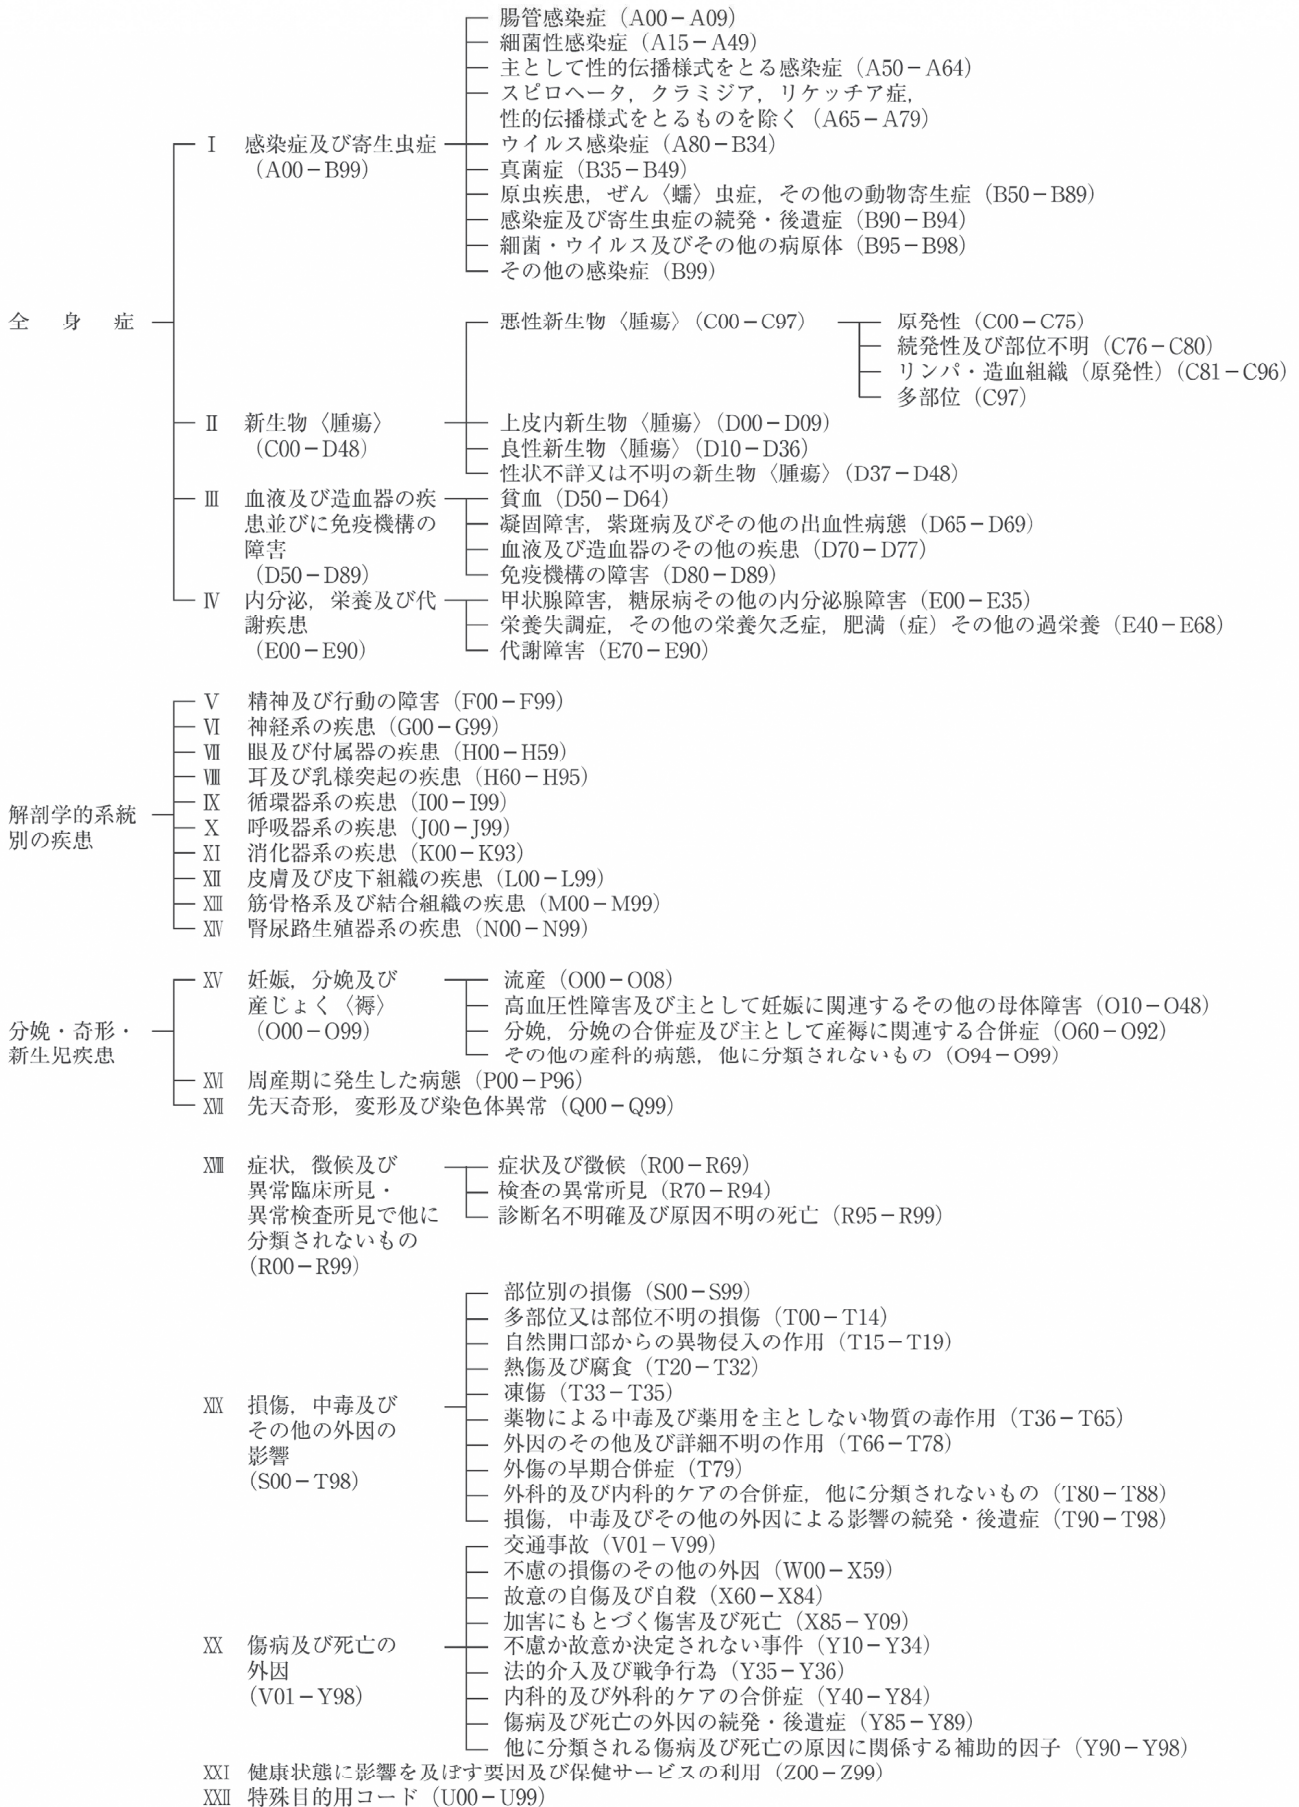 腸管感染症（A00－A09）
細菌性感染症（A15－A49）
主として性的伝播様式をとる感染症（A50－A64）
スピロヘータ，クラミジア，リケッチア症，
性的伝播様式をとるものを除く（A65－A79）
Ⅰ 感染症及び寄生虫症 ウイルス感染症（A80－B34）
（A00－B99） 真菌症（B35－B49）
原虫疾患，ぜん〈蠕〉虫症，その他の動物寄生症（B50－B89）
感染症及び寄生虫症の続発・後遺症（B90－B94）
細菌・ウイルス及びその他の病原体（B95－B98）
その他の感染症（B99）
全身症 悪性新生物〈腫瘍〉（C00－C97） 原発性（C00－C75）
続発性及び部位不明（C76－C80）
リンパ・造血組織（原発性）（C81－C96）
多部位（C97）
Ⅱ 新生物〈腫瘍〉 上皮内新生物〈腫瘍〉（D00－D09）
（C00－D48） 良性新生物〈腫瘍〉（D10－D36）
性状不詳又は不明の新生物〈腫瘍〉（D37－D48）
Ⅲ 血液及び造血器の疾 貧血（D50－D64）
患並びに免疫機構の 凝固障害，紫斑病及びその他の出血性病態（D65－D69）
障害 血液及び造血器のその他の疾患（D70－D77）
（D50－D89） 免疫機構の障害（D80－D89）
Ⅳ 内分泌，栄養及び代 甲状腺障害，糖尿病その他の内分泌腺障害（E00－E35）
謝疾患 栄養失調症，その他の栄養欠乏症，肥満（症）その他の過栄養（E40－E68）
（E00－E90） 代謝障害（E70－E90）
Ⅴ 精神及び行動の障害（F00－F99）
Ⅵ 神経系の疾患（G00－G99）
Ⅶ 眼及び付属器の疾患（H00－H59）
Ⅷ 耳及び乳様突起の疾患（H60－H95）
解剖学的系統
別の疾患
Ⅸ 循環器系の疾患（I00－I99）
Ⅹ 呼吸器系の疾患（J00－J99）
Ⅺ 消化器系の疾患（K00－K93）
Ⅻ 皮膚及び皮下組織の疾患（L00－L99）
XIII 筋骨格系及び結合組織の疾患（M00－M99）
XIV 腎尿路生殖器系の疾患（N00－N99）
XV 妊娠，分娩及び 流産（O00－O08）
産じょく〈褥〉 高血圧性障害及び主として妊娠に関連するその他の母体障害（O10－O48）
分娩・奇形・
新生児疾患
（O00－O99） 分娩，分娩の合併症及び主として産褥に関連する合併症（O60－O92）
その他の産科的病態，他に分類されないもの（O94－O99）
XVI 周産期に発生した病態（P00－P96）
XVII 先天奇形，変形及び染色体異常（Q00－Q99）
XVIII 症状，徴候及び 症状及び徴候（R00－R69）
異常臨床所見・ 検査の異常所見（R70－R94）
異常検査所見で他に 診断名不明確及び原因不明の死亡（R95－R99）
分類されないもの
（R00－R99）
部位別の損傷（S00－S99）
多部位又は部位不明の損傷（T00－T14）
自然開口部からの異物侵入の作用（T15－T19）
熱傷及び腐食（T20－T32）
凍傷（T33－T35）
XIX 損傷，中毒及び 薬物による中毒及び薬用を主としない物質の毒作用（T36－T65）
その他の外因の 外因のその他及び詳細不明の作用（T66－T78）
影響 外傷の早期合併症（T79）
（S00－T98） 外科的及び内科的ケアの合併症，他に分類されないもの（T80－T88）
損傷，中毒及びその他の外因による影響の続発・後遺症（T90－T98）
交通事故（V01－V99）
不慮の損傷のその他の外因（W00－X59）
故意の自傷及び自殺（X60－X84）
加害にもとづく傷害及び死亡（X85－Y09）
XX 傷病及び死亡の 不慮か故意か決定されない事件（Y10－Y34）
外因 法的介入及び戦争行為（Y35－Y36）
（V01－Y98） 内科的及び外科的ケアの合併症（Y40－Y84）
傷病及び死亡の外因の続発・後遺症（Y85－Y89）
他に分類される傷病及び死亡の原因に関係する補助的因子（Y90－Y98）
XXI 健康状態に影響を及ぼす要因及び保健サービスの利用（Z00－Z99）
XXII 特殊目的用コード（U00－U99）